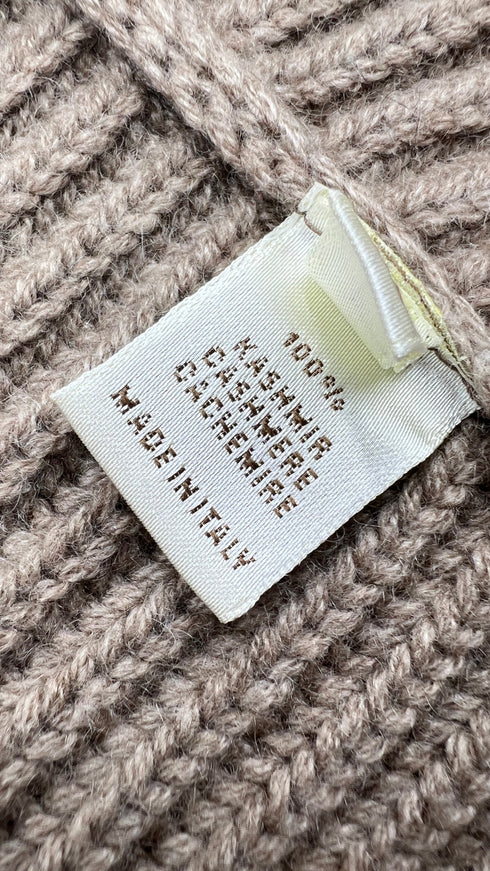 100%
KASHMIR
CASHMERE
CACHEMIRE
MADE IN ITALY